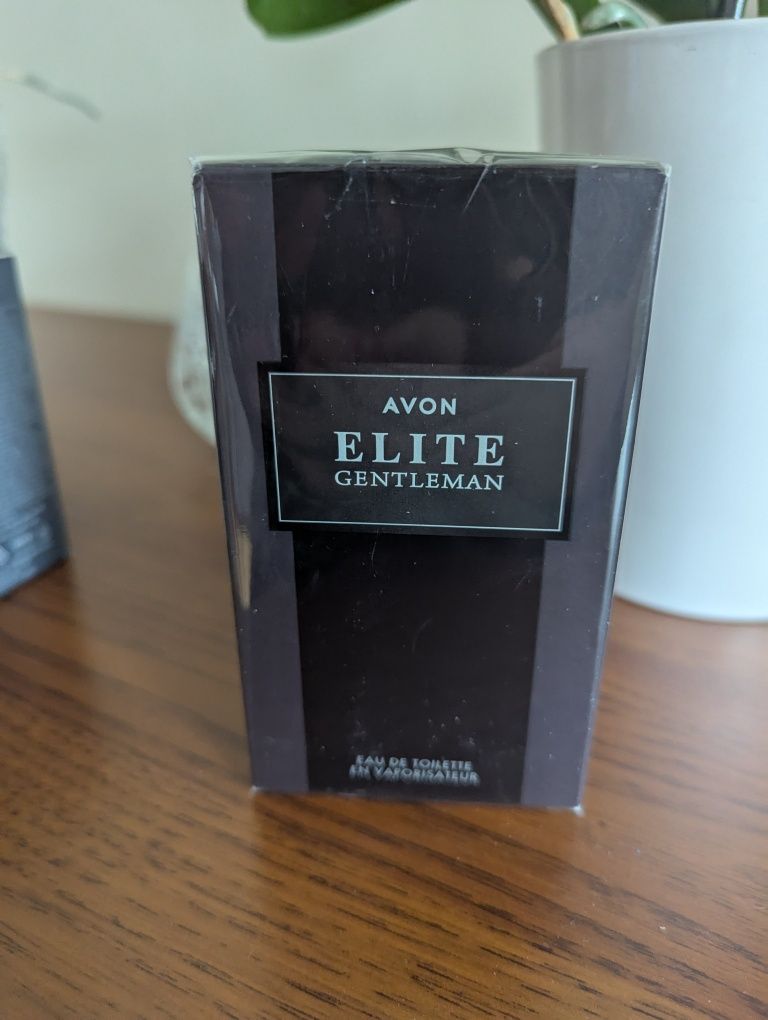 AVON
ELITE
GENTLEMAN
EAU DE TOILETTE
EN VAPORISATEUR